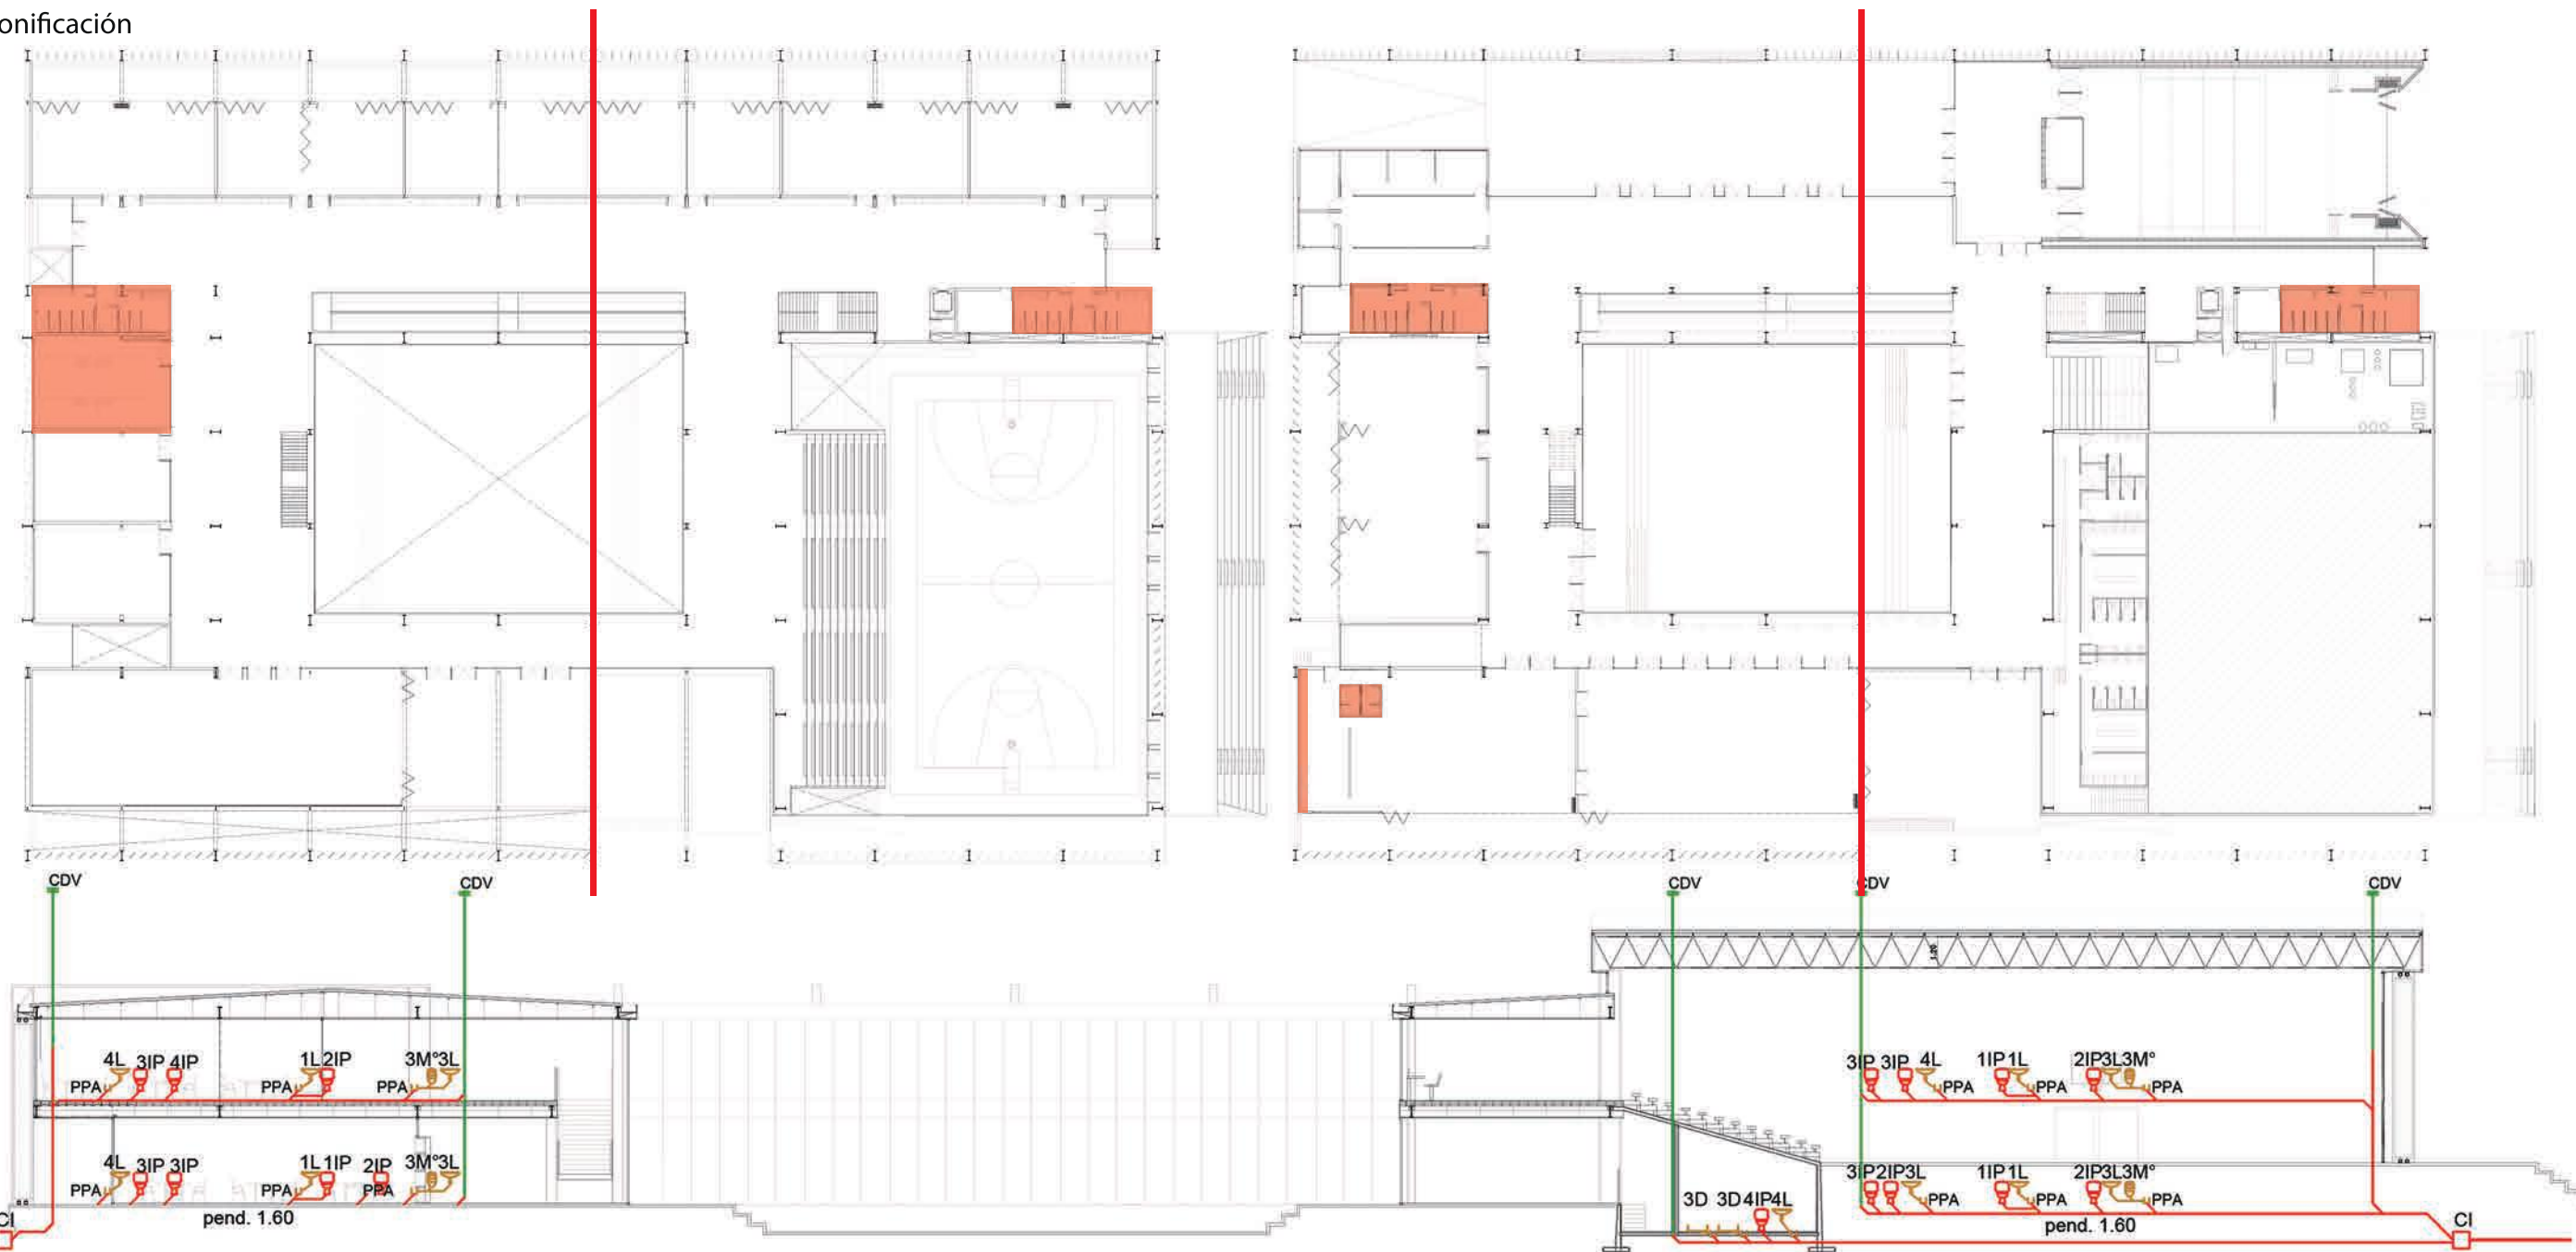 onificación
CDV
CDV
CDV
CDV
CDV
1.20
4L 3IP 4IP 1L 2IP 3M° 3L
PPA PPA PPA
3IP 3IP 4L 1IP 1L 2IP 3L 3M°
PPA PPA PPA
4L 3IP 3IP 1L 1IP 2IP 3M° 3L
PPA PPA PPA
3IP 2IP 3L 1IP 1L 2IP 3L 3M°
PPA PPA PPA
3D 3D 4IP 4L
CI
pend. 1.60
pend. 1.60
CI